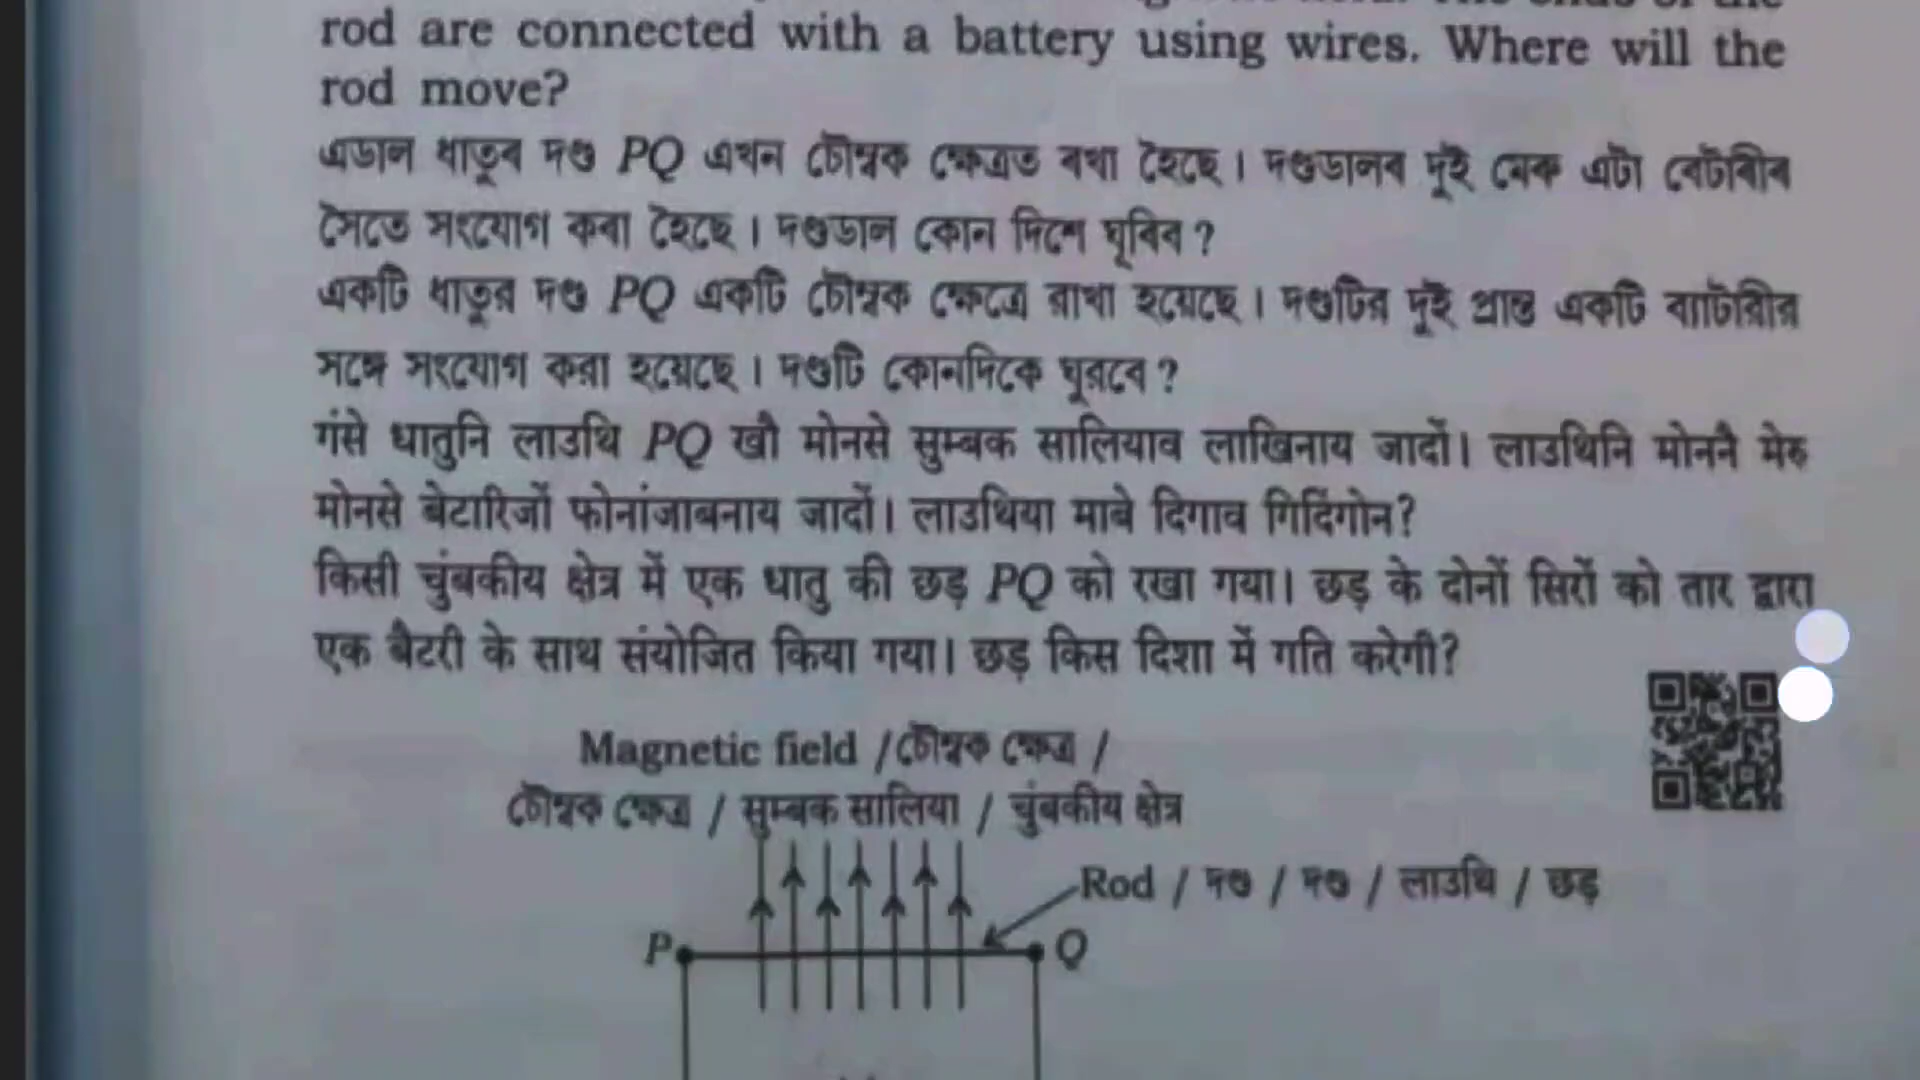 rod are connected with a battery using wires. Where will the
rod move?
এডাল ধাতুৰ দণ্ড PQ এখন চৌম্বক ক্ষেত্ৰত ৰখা হৈছে। দণ্ডডালৰ দুই মেৰু এটা বেটাৰীৰ
সৈতে সংযোগ কৰা হৈছে। দণ্ডডাল কোন দিশে ঘূৰিব?
একটি ধাতুর দণ্ড PQ একটি চৌম্বক ক্ষেত্রে রাখা হয়েছে। দণ্ডটির দুই প্রান্ত একটি ব্যাটেরীর
সঙ্গে সংযোগ করা হয়েছে। দণ্ডটি কোনদিকে ঘূরবে?
गंसे धातुनि लाउथि PQ खौ मोनसे सुम्बक सालियाव लाखिनाय जादों। लाउथिनि मोननै मेरु
मोनसे बेटारिजों फोनांजाबनाय जादों। लाउथिया माबे दिगाव गिदिंगोन?
किसी चुंबकीय क्षेत्र में एक धातु की छड़ PQ को रखा गया। छड़ के दोनों सिरों को तार द्वारा
एक बैटरी के साथ संयोजित किया गया। छड़ किस दिशा में गति करेगी?
Magnetic field / চৌম্বক ক্ষেত্ৰ /
চৌম্বক ক্ষেত্র / सुम्बक सालिया / चुंबकीय क्षेत्र
Rod / দণ্ড / দণ্ড / लाउथि / छड़
P Q